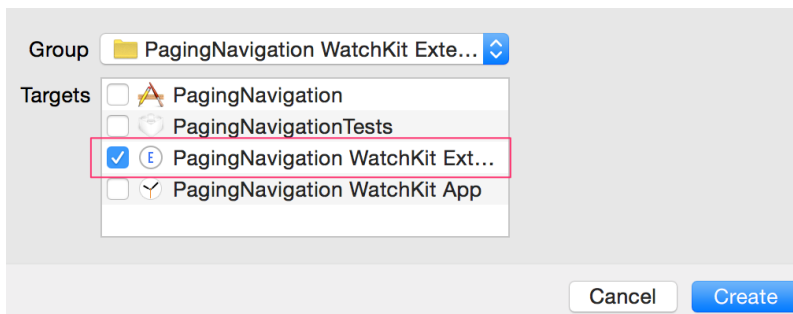 Group PagingNavigation WatchKit Exte...
Targets PagingNavigation
PagingNavigationTests
E PagingNavigation WatchKit Ext...
PagingNavigation WatchKit App
Cancel Create